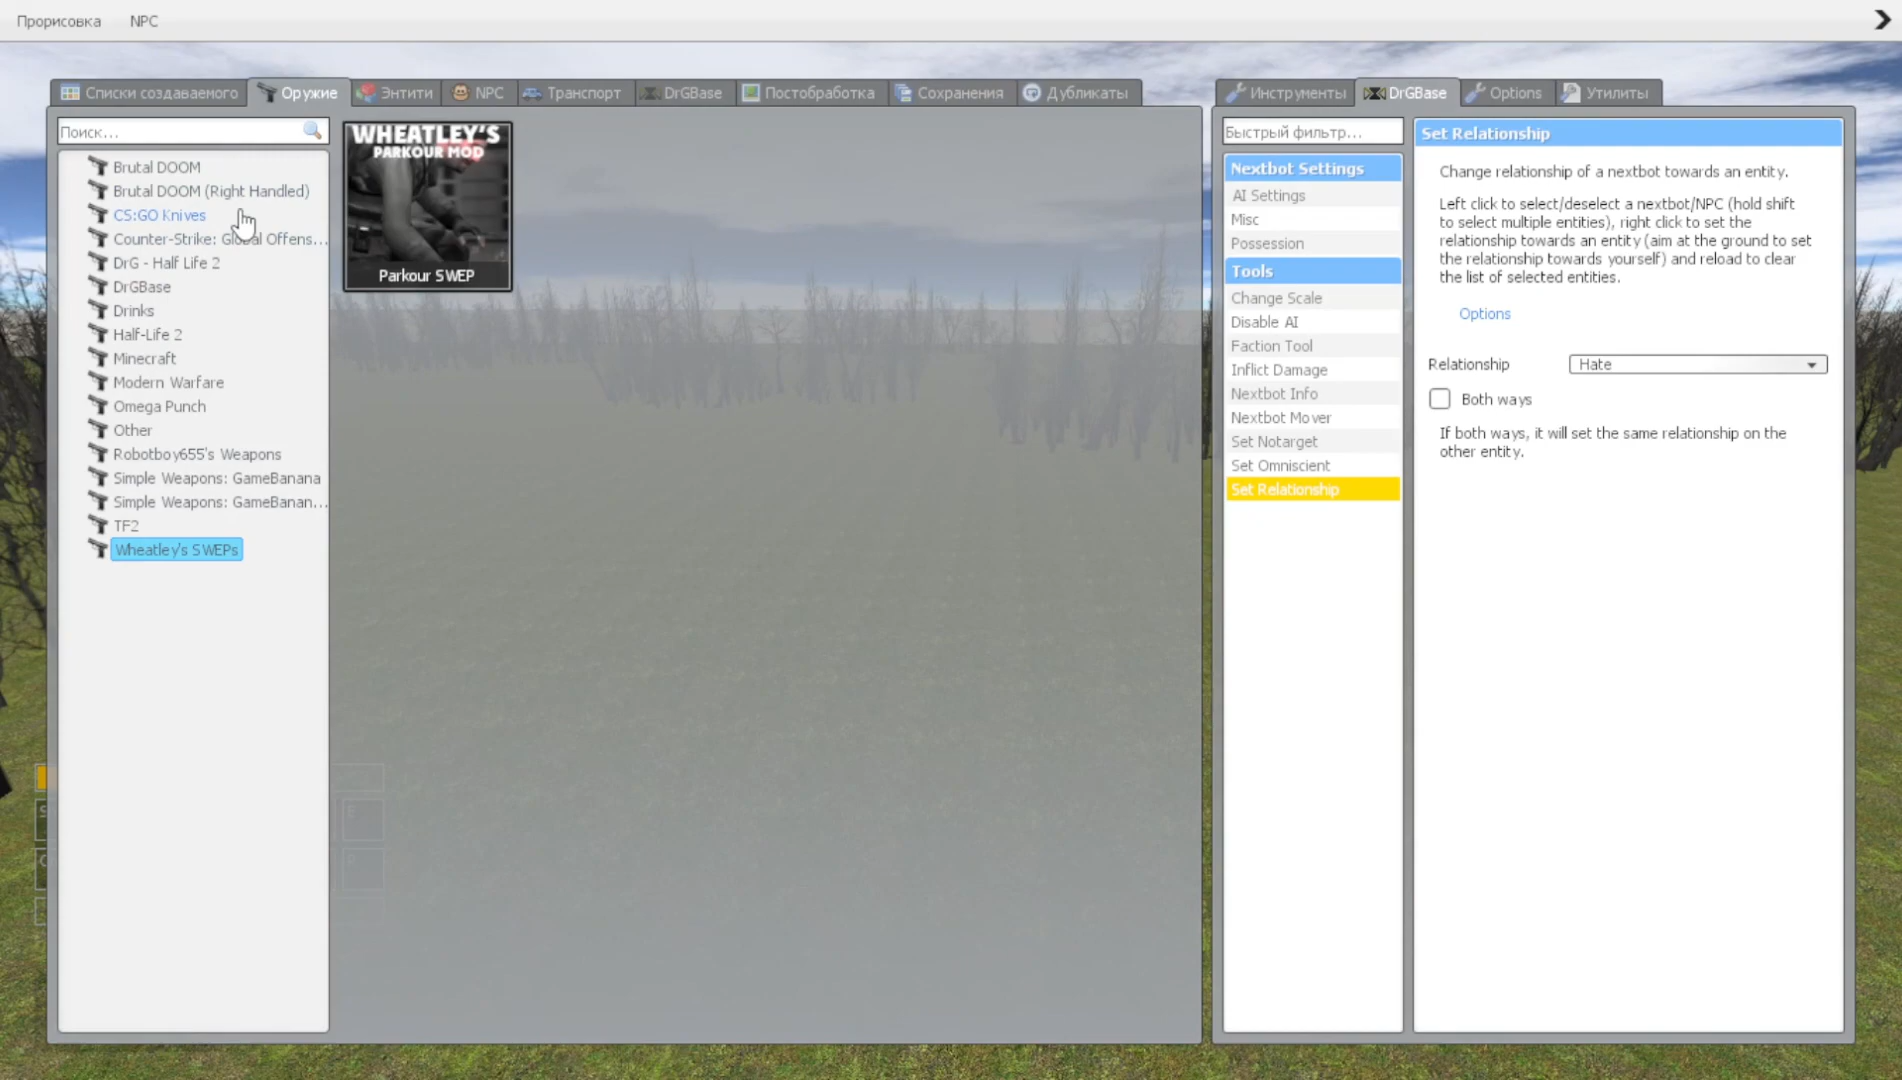 Прорисовка NPC
Списки создаваемого Оружие Энтити NPC Транспорт DrGBase Постобработка Сохранения Дубликаты
Инструменты DrGBase Options Утилиты
Поиск...
Brutal DOOM
Brutal DOOM (Right Handled)
CS:GO Knives
Counter-Strike: Global Offens...
DrG - Half Life 2
DrGBase
Drinks
Half-Life 2
Minecraft
Modern Warfare
Omega Punch
Other
Robotboy655's Weapons
Simple Weapons: GameBanana
Simple Weapons: GameBanan...
TF2
Wheatley's SWEPs
WHEATLEY'S
PARKOUR MOD
Parkour SWEP
Быстрый фильтр...
Nextbot Settings
AI Settings
Misc
Possession
Tools
Change Scale
Disable AI
Faction Tool
Inflict Damage
Nextbot Info
Nextbot Mover
Set Notarget
Set Omniscient
Set Relationship
Set Relationship
Change relationship of a nextbot towards an entity.
Left click to select/deselect a nextbot/NPC (hold shift
to select multiple entities), right click to set the
relationship towards an entity (aim at the ground to set
the relationship towards yourself) and reload to clear
the list of selected entities.
Options
Relationship Hate
Both ways
If both ways, it will set the same relationship on the
other entity.